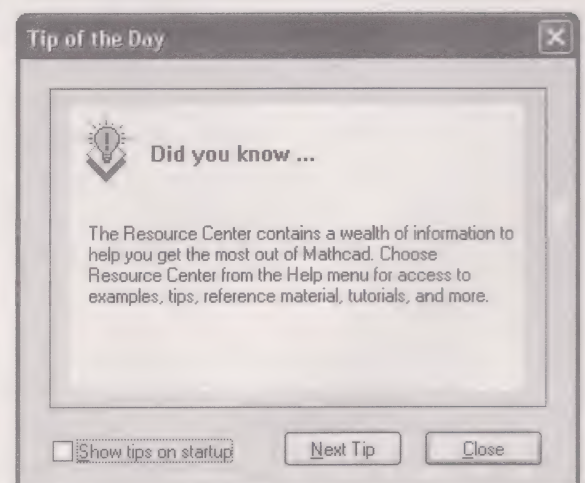 Tip of the Day
Did you know ...
The Resource Center contains a wealth of information to
help you get the most out of Mathcad. Choose
Resource Center from the Help menu for access to
examples, tips, reference material, tutorials, and more.
Show tips on startup
Next Tip
Close